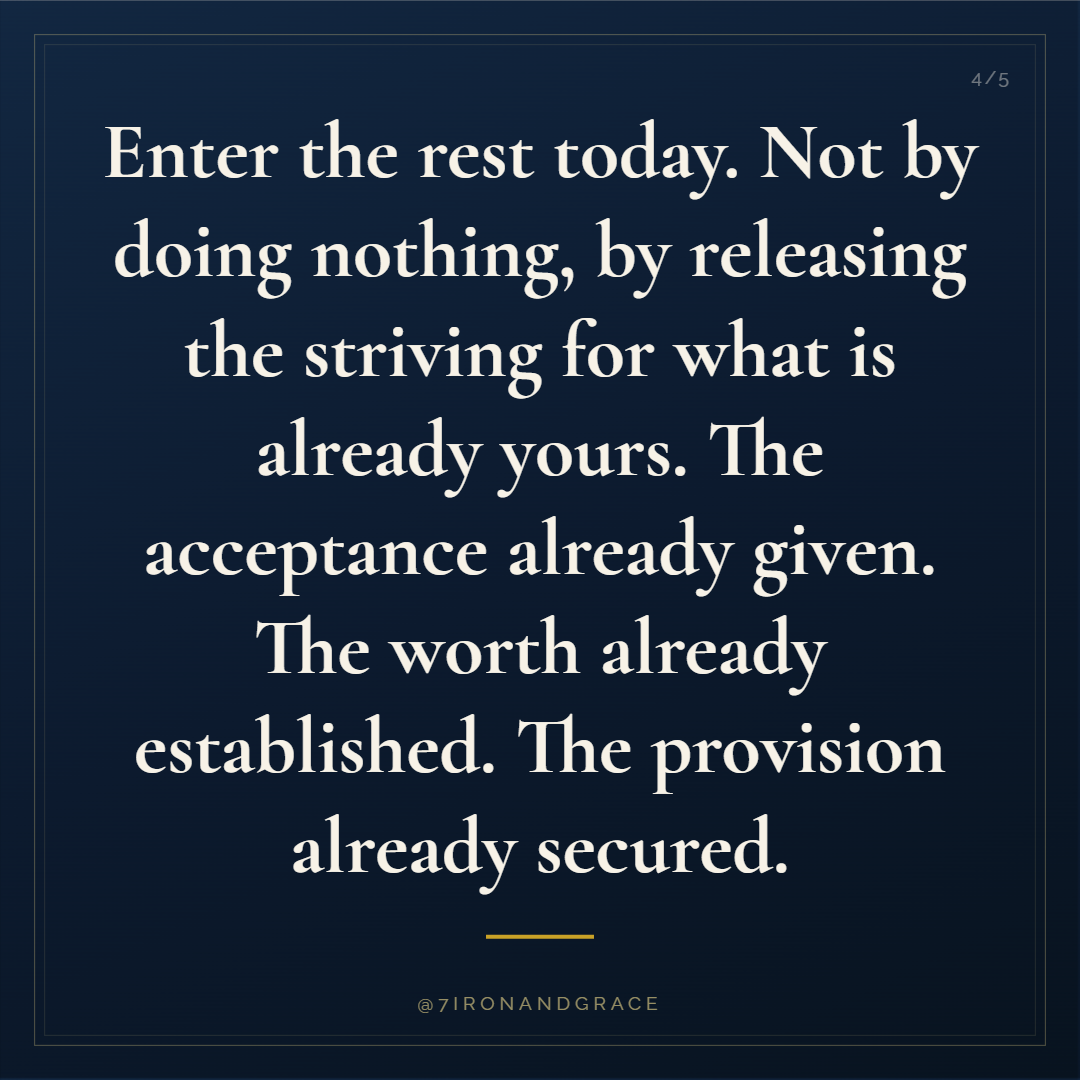 4/5
Enter the rest today. Not by
doing nothing, by releasing
the striving for what is
already yours. The
acceptance already given.
The worth already
established. The provision
already secured.
@7IRONANDGRACE